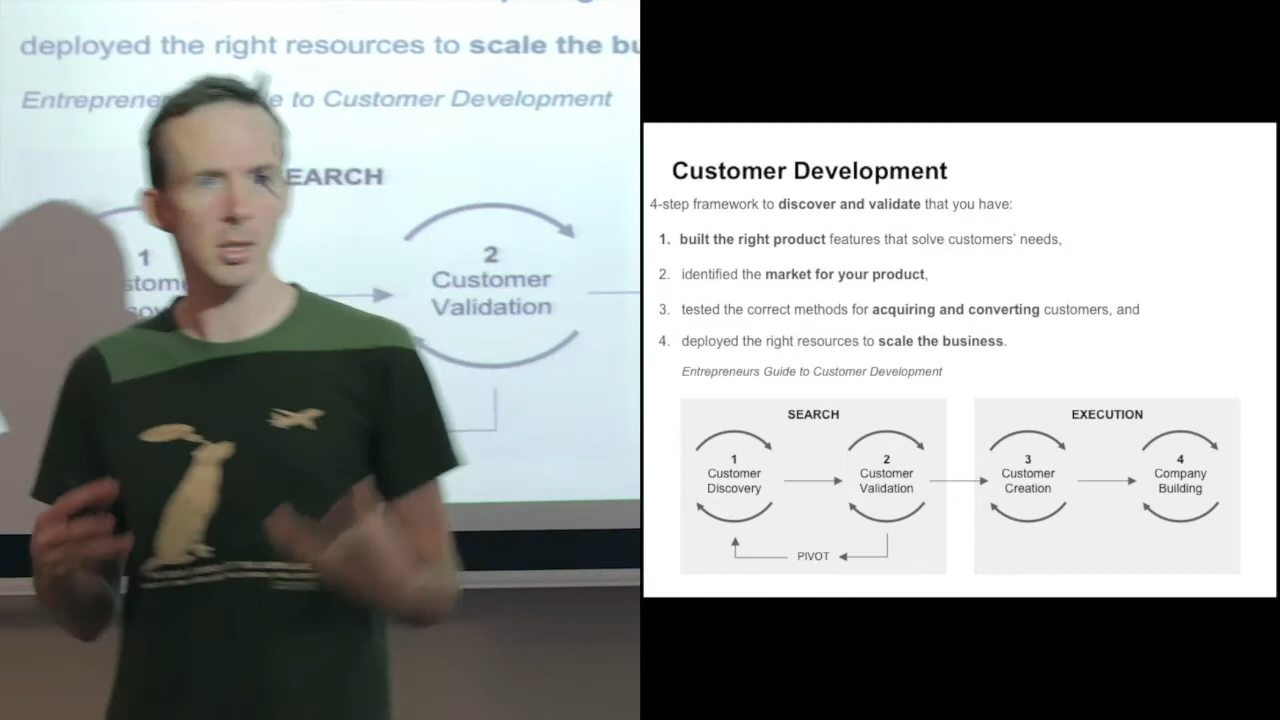 deployed the right resources to scale the bu
Entreprene e to Customer Development
EARCH
1
stome
sov
2
Customer
Validation
Customer Development
4-step framework to discover and validate that you have:
1. built the right product features that solve customers' needs,
2. identified the market for your product,
3. tested the correct methods for acquiring and converting customers, and
4. deployed the right resources to scale the business.
Entrepreneurs Guide to Customer Development
SEARCH
EXECUTION
1
Customer
Discovery
2
Customer
Validation
3
Customer
Creation
4
Company
Building
PIVOT